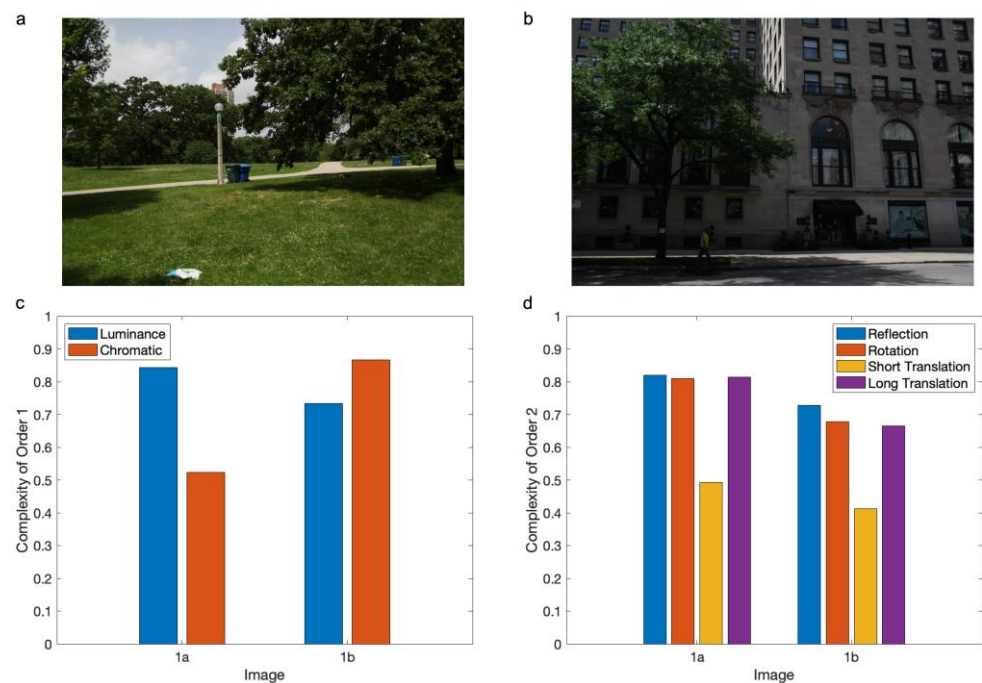 a
b
c
d
1
0.9
0.8
0.7
0.6
0.5
0.4
0.3
0.2
0.1
0
Complexity of Order 1
Luminance
Chromatic
1a
1b
Image
1
0.9
0.8
0.7
0.6
0.5
0.4
0.3
0.2
0.1
0
Complexity of Order 2
Reflection
Rotation
Short Translation
Long Translation
1a
1b
Image